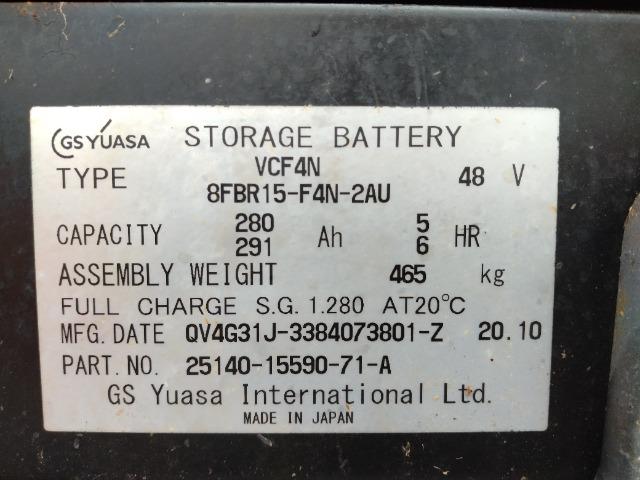 GS YUASA STORAGE BATTERY
TYPE VCF4N 48 V
8FBR15-F4N-2AU
CAPACITY 280 Ah 5 HR
291 6
ASSEMBLY WEIGHT 465 kg
FULL CHARGE S.G. 1.280 AT20℃
MFG. DATE QV4G31J-3384073801-Z 20.10
PART. NO. 25140-15590-71-A
GS Yuasa International Ltd.
MADE IN JAPAN